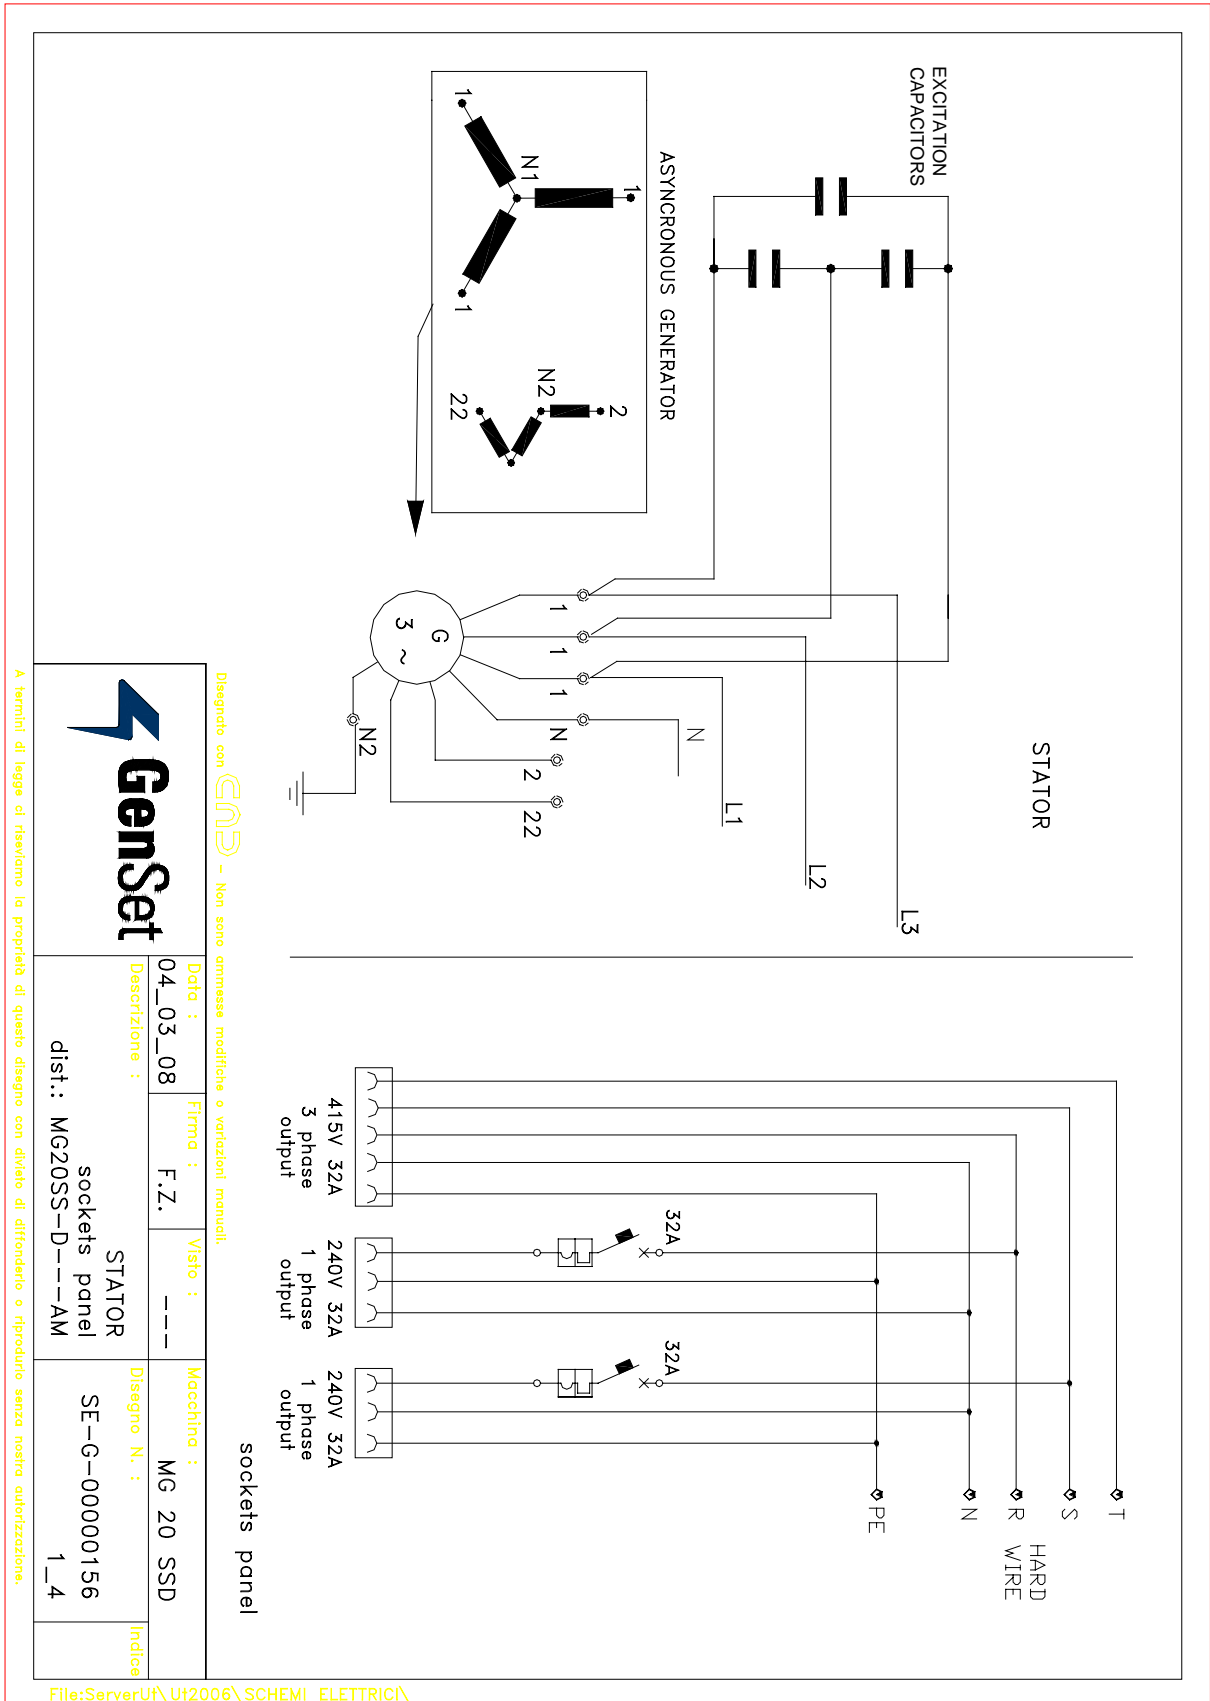 EXCITATION
CAPACITORS
ASYNCRONOUS GENERATOR
1
N1
1
1
N2
2
22
G
3 ~
1
1
1
N
2
22
N2
N
L1
L2
L3
STATOR
415V 32A
3 phase
output
240V 32A
1 phase
output
240V 32A
1 phase
output
32A
32A
T
S
R
N
PE
HARD
WIRE
sockets panel
Disegnato con CAD - Non sono ammesse modifiche o variazioni manuali.
GenSet
Data :
04_03_08
Firma :
F.Z.
Visto :
---
Macchina :
MG 20 SSD
Descrizione :
STATOR
sockets panel
dist.: MG20SS-D---AM
Disegno N. :
SE-G-00000156
1_4
Indice
A termini di legge ci riserviamo la proprietà di questo disegno con divieto di diffonderlo o riprodurlo senza nostra autorizzazione.
File:ServerUt\Ut2006\SCHEMI ELETTRICI\